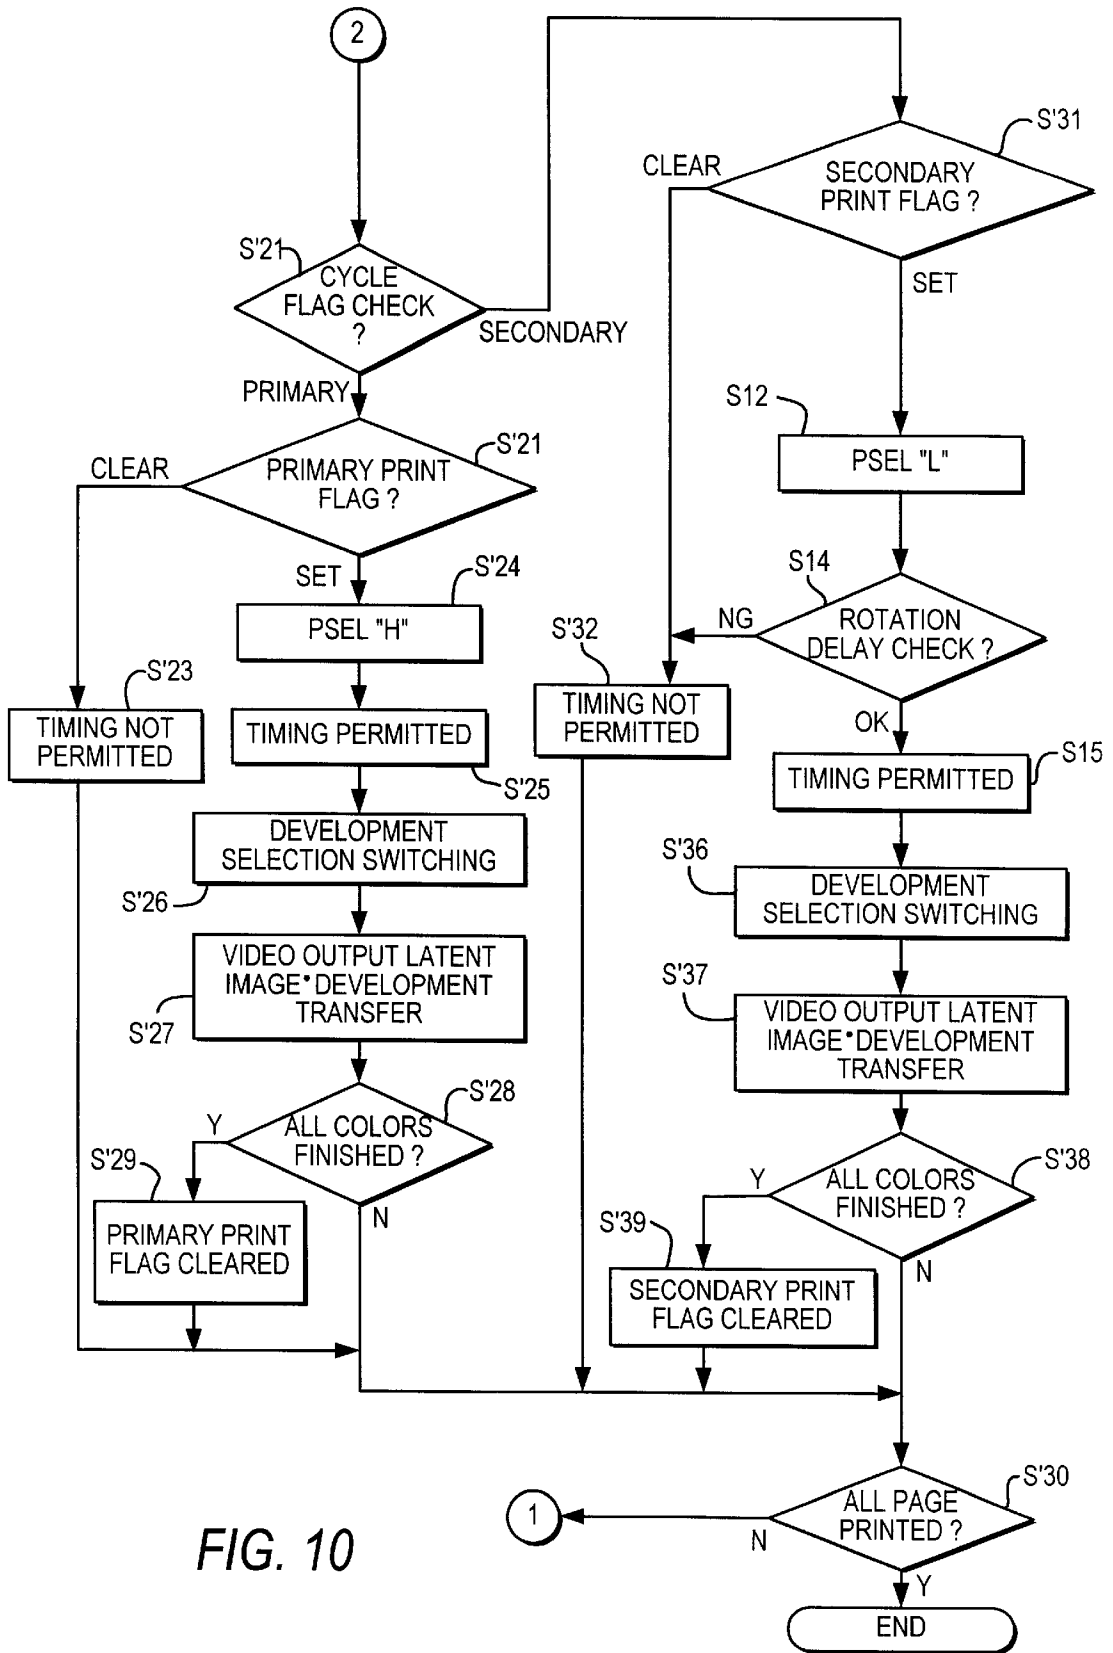 2
S'21
CYCLE
FLAG CHECK
?
SECONDARY
PRIMARY
S'21
CLEAR
PRIMARY PRINT
FLAG ?
SET
S'24
PSEL "H"
S'23
TIMING NOT
PERMITTED
TIMING PERMITTED
S'25
DEVELOPMENT
SELECTION SWITCHING
S'26
VIDEO OUTPUT LATENT
IMAGE•DEVELOPMENT
TRANSFER
S'27
S'28
Y
ALL COLORS
FINISHED ?
N
S'29
PRIMARY PRINT
FLAG CLEARED
S'31
CLEAR
SECONDARY
PRINT FLAG ?
SET
S12
PSEL "L"
S14
NG
ROTATION
DELAY CHECK ?
S'32
TIMING NOT
PERMITTED
OK
S15
TIMING PERMITTED
S'36
DEVELOPMENT
SELECTION SWITCHING
S'37
VIDEO OUTPUT LATENT
IMAGE•DEVELOPMENT
TRANSFER
S'38
Y
ALL COLORS
FINISHED ?
N
S'39
SECONDARY PRINT
FLAG CLEARED
S'30
ALL PAGE
PRINTED ?
N
1
Y
END
FIG. 10